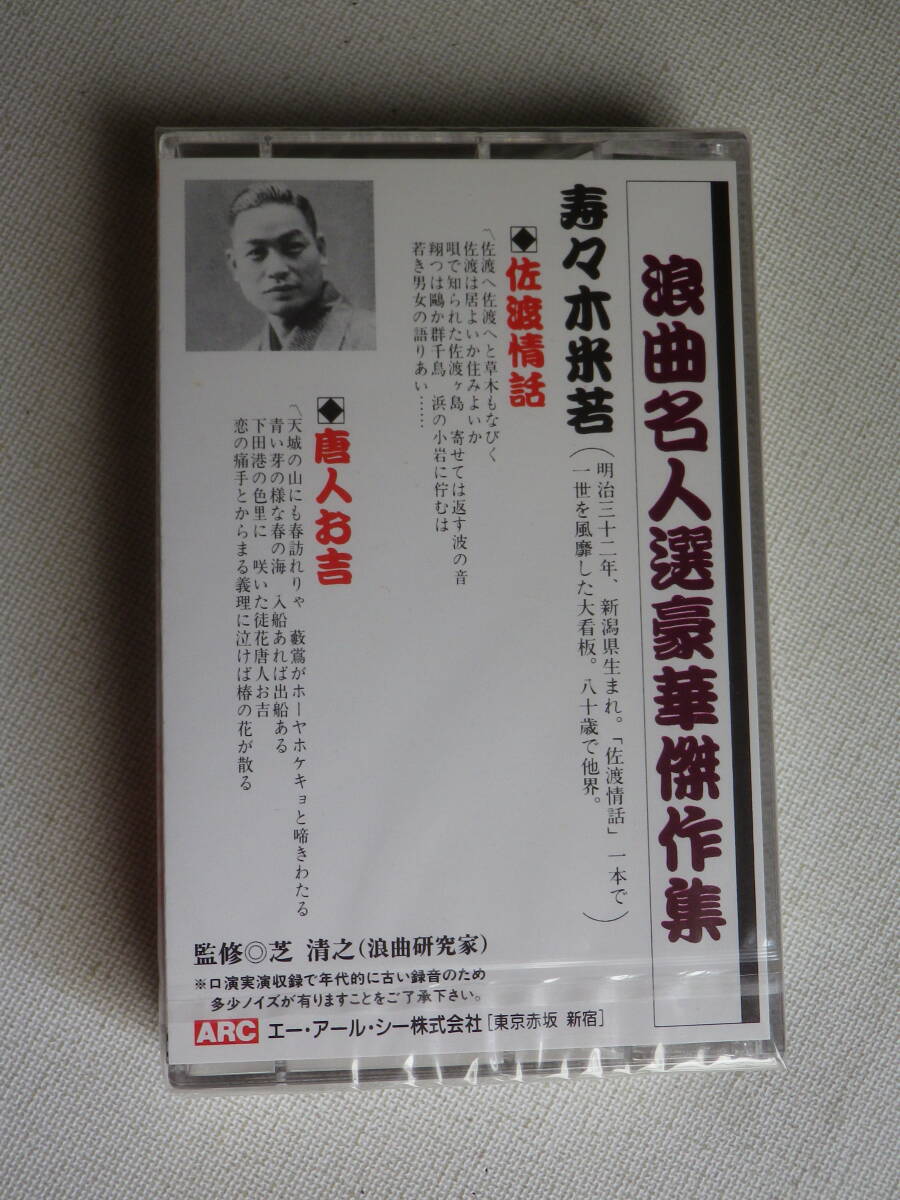 浪曲名人選豪華傑作集
寿々木米若
（明治三十二年、新潟県生まれ。「佐渡情話」一本で
一世を風靡した大看板。八十歳で他界。）
◆佐渡情話
〽佐渡へ佐渡へと草木もなびく
佐渡は居よいか住みよいか
唄で知られた佐渡ヶ島 寄せては返す波の音
翔つは鷗か群千鳥 浜の小岩に佇むは
若き男女の語りあい……
◆唐人お吉
〽天城の山にも春訪れりゃ 藪鶯がホーヤホケキョと啼きわたる
青い芽の様な春の海 入船あれば出船ある
下田港の色里に 咲いた徒花唐人お吉
恋の痛手とからまる義理に泣けば椿の花が散る
監修◎芝 清之(浪曲研究家)
※口演実演収録で年代的に古い録音のため
多少ノイズが有りますことをご了承下さい。
ARC エー・アール・シー株式会社[東京赤坂 新宿]